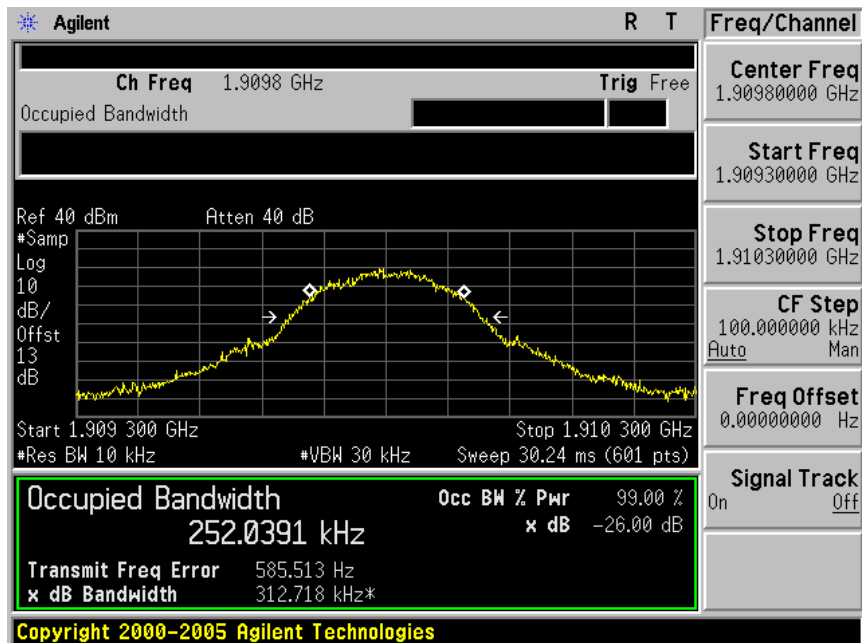 Agilent R T Freq/Channel
Ch Freq 1.9098 GHz Trig Free
Occupied Bandwidth
Center Freq
1.90980000 GHz
Start Freq
1.90930000 GHz
Stop Freq
1.91030000 GHz
CF Step
100.000000 kHz
Auto Man
Freq Offset
0.00000000 Hz
Signal Track
On Off
Ref 40 dBm Atten 40 dB
#Samp
Log
10
dB/
Offst
13
dB
Start 1.909 300 GHz Stop 1.910 300 GHz
#Res BW 10 kHz #VBW 30 kHz Sweep 30.24 ms (601 pts)
Occupied Bandwidth Occ BW % Pwr 99.00 %
252.0391 kHz x dB -26.00 dB
Transmit Freq Error 585.513 Hz
x dB Bandwidth 312.718 kHz*
Copyright 2000-2005 Agilent Technologies